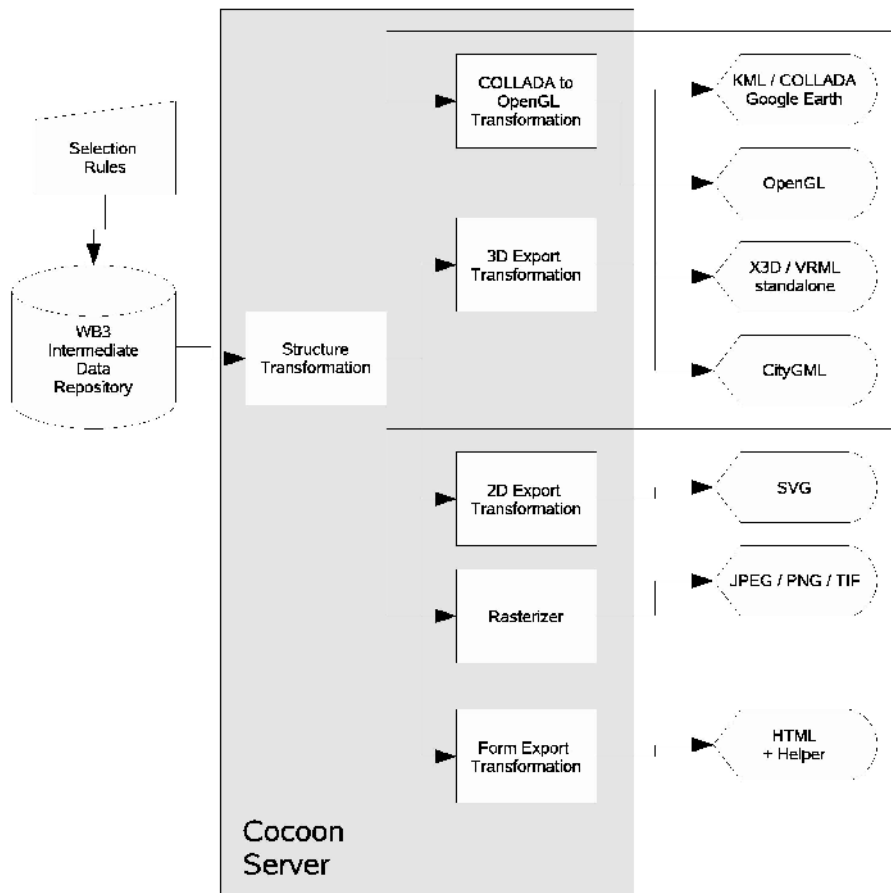 Selection
Rules
WB3
Intermediate
Data
Repository
Structure
Transformation
COLLADA to
OpenGL
Transformation
3D Export
Transformation
2D Export
Transformation
Rasterizer
Form Export
Transformation
Cocoon
Server
KML / COLLADA
Google Earth
OpenGL
X3D / VRML
standalone
CityGML
SVG
JPEG / PNG / TIF
HTML
+ Helper